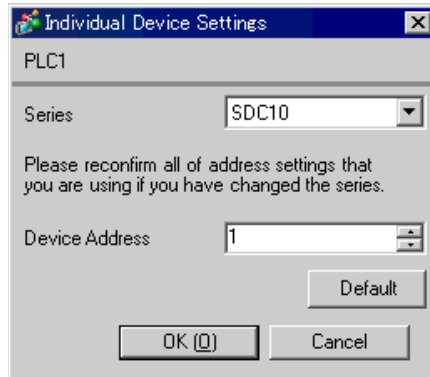 Individual Device Settings
PLC1
Series
SDC10
Please reconfirm all of address settings that
you are using if you have changed the series.
Device Address
1
Default
OK (O)
Cancel